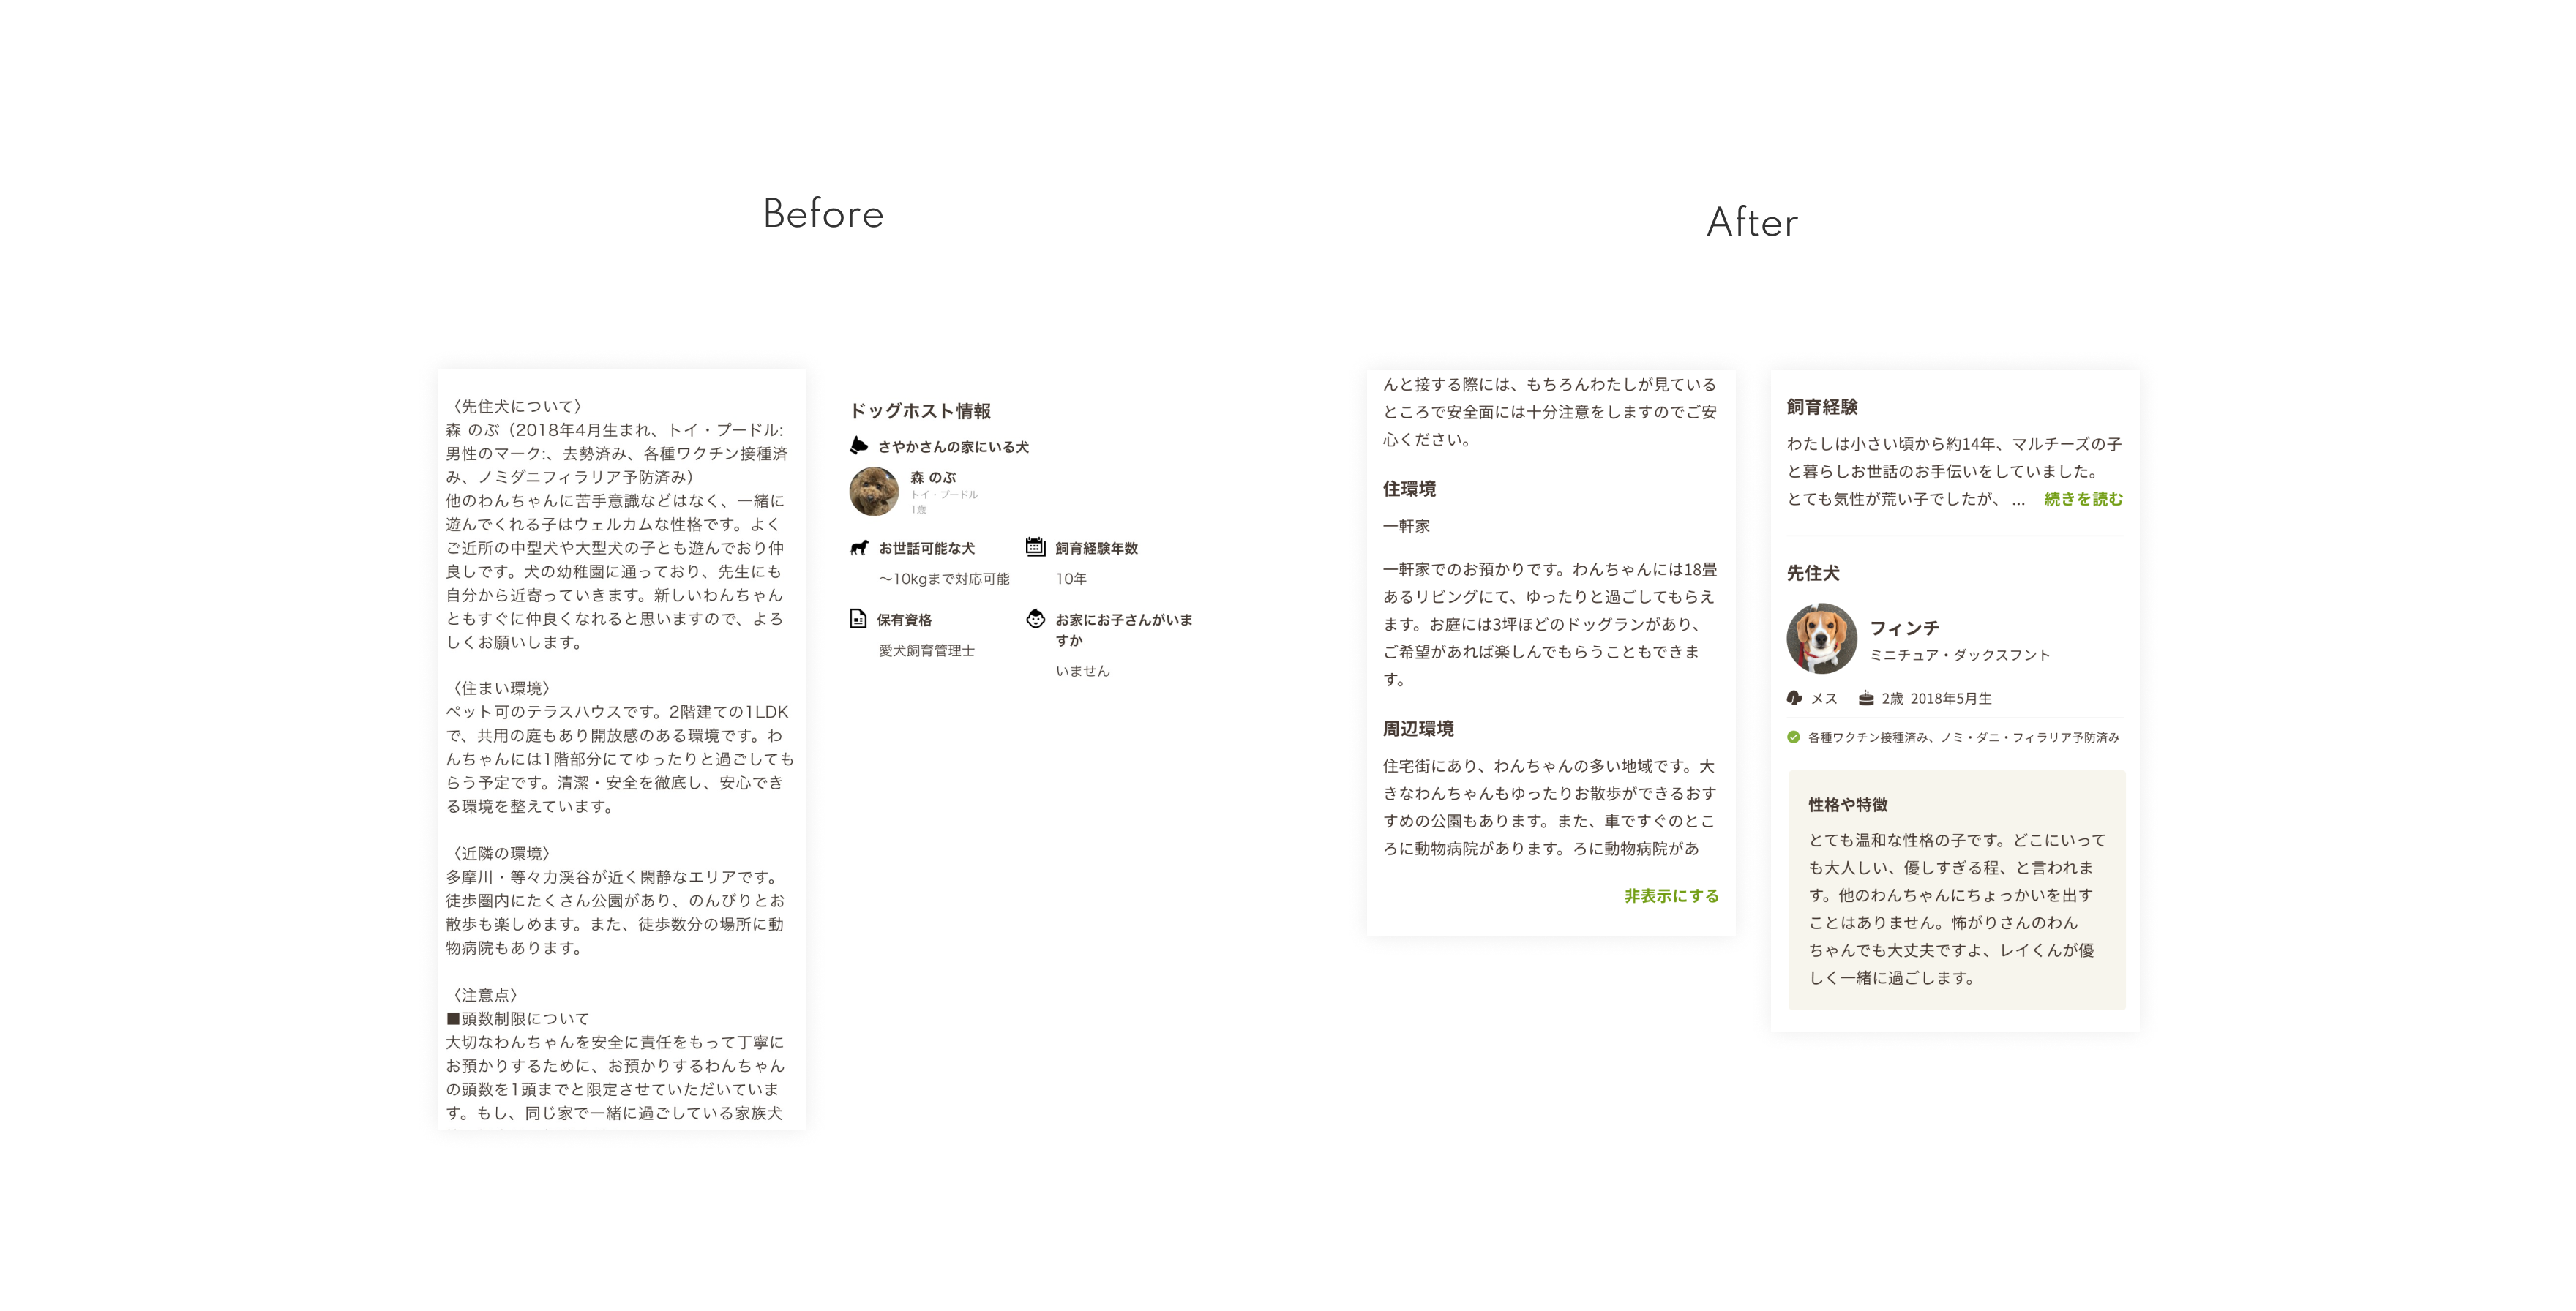 Before
〈先住犬について〉
森 のぶ（2018年4月生まれ、トイ・プードル:
男性のマーク:、去勢済み、各種ワクチン接種済
み、ノミダニフィラリア予防済み）
他のわんちゃんに苦手意識などはなく、一緒に
遊んでくれる子はウェルカムな性格です。よく
ご近所の中型犬や大型犬の子とも遊んでおり仲
良しです。犬の幼稚園に通っており、先生にも
自分から近寄っていきます。新しいわんちゃん
ともすぐに仲良くなれると思いますので、よろ
しくお願いします。
〈住まい環境〉
ペット可のテラスハウスです。2階建ての1LDK
で、共用の庭もあり開放感のある環境です。わ
んちゃんには1階部分にてゆったりと過ごしても
らう予定です。清潔・安全を徹底し、安心でき
る環境を整えています。
〈近隣の環境〉
多摩川・等々力渓谷が近く閑静なエリアです。
徒歩圏内にたくさん公園があり、のんびりとお
散歩も楽しめます。また、徒歩数分の場所に動
物病院もあります。
〈注意点〉
■頭数制限について
大切なわんちゃんを安全に責任をもって丁寧に
お預かりするために、お預かりするわんちゃん
の頭数を1頭までと限定させていただいていま
す。もし、同じ家で一緒に過ごしている家族犬
ドッグホスト情報
さやかさんの家にいる犬
森 のぶ
トイ・プードル
1歳
お世話可能な犬
～10kgまで対応可能
飼育経験年数
10年
保有資格
愛犬飼育管理士
お家にお子さんがいま
すか
いません
After
んと接する際には、もちろんわたしが見ている
ところで安全面には十分注意をしますのでご安
心ください。
住環境
一軒家
一軒家でのお預かりです。わんちゃんには18畳
あるリビングにて、ゆったりと過ごしてもらえ
ます。お庭には3坪ほどのドッグランがあり、
ご希望があれば楽しんでもらうこともできま
す。
周辺環境
住宅街にあり、わんちゃんの多い地域です。大
きなわんちゃんもゆったりお散歩ができるおす
すめの公園もあります。また、車ですぐのとこ
ろに動物病院があります。ろに動物病院があ
非表示にする
飼育経験
わたしは小さい頃から約14年、マルチーズの子
と暮らしお世話のお手伝いをしていました。
とても気性が荒い子でしたが、 ... 続きを読む
先住犬
フィンチ
ミニチュア・ダックスフント
メス 2歳 2018年5月生
各種ワクチン接種済み、ノミ・ダニ・フィラリア予防済み
性格や特徴
とても温和な性格の子です。どこにいって
も大人しい、優しすぎる程、と言われま
す。他のわんちゃんにちょっかいを出す
ことはありません。怖がりさんのわん
ちゃんでも大丈夫ですよ、レイくんが優
しく一緒に過ごします。